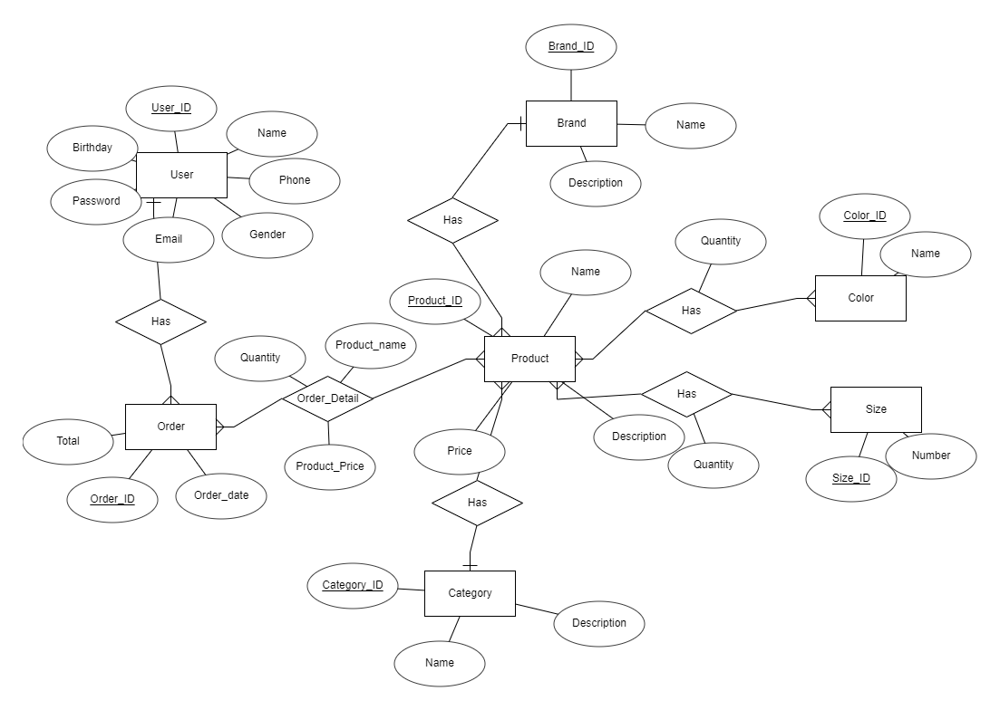 Brand_ID
User_ID
Brand
Name
Name
Birthday
User
Phone
Description
Password
Color_ID
Has
Gender
Email
Quantity
Name
Name
Product_ID
Color
Has
Has
Product_name
Quantity
Product
Order_Detail
Has
Size
Order
Total
Price
Description
Number
Product_Price
Quantity
Size_ID
Order_ID
Order_date
Has
Category_ID
Category
Description
Name